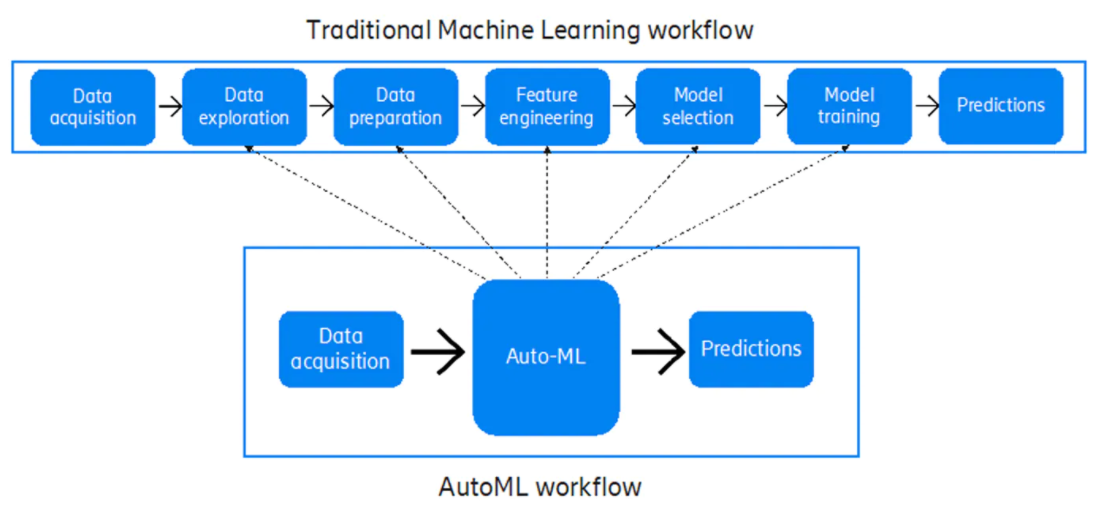 Traditional Machine Learning workflow
Data
acquisition
Data
exploration
Data
preparation
Feature
engineering
Model
selection
Model
training
Predictions
Data
acquisition
Auto-ML
Predictions
AutoML workflow